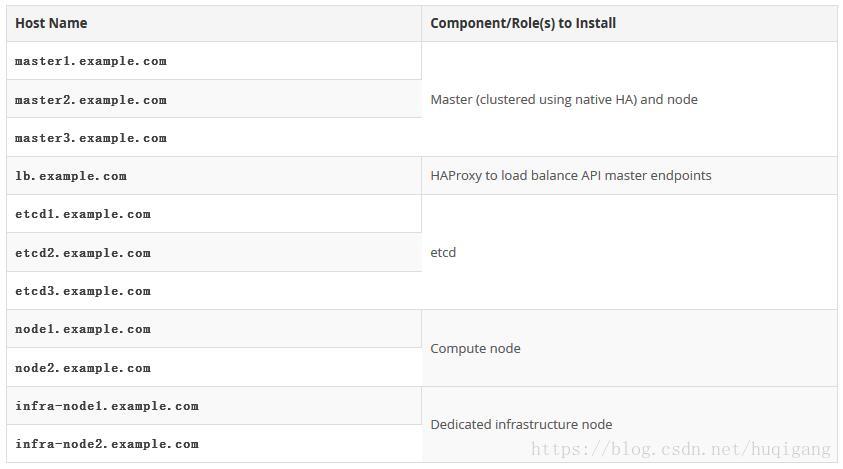 Host Name Component/Role(s) to Install
master1.example.com
master2.example.com Master (clustered using native HA) and node
master3.example.com
lb.example.com HAProxy to load balance API master endpoints
etcd1.example.com
etcd2.example.com etcd
etcd3.example.com
node1.example.com
Compute node
node2.example.com
infra-node1.example.com
Dedicated infrastructure node
infra-node2.example.com
https://blog.csdn.net/huqigang